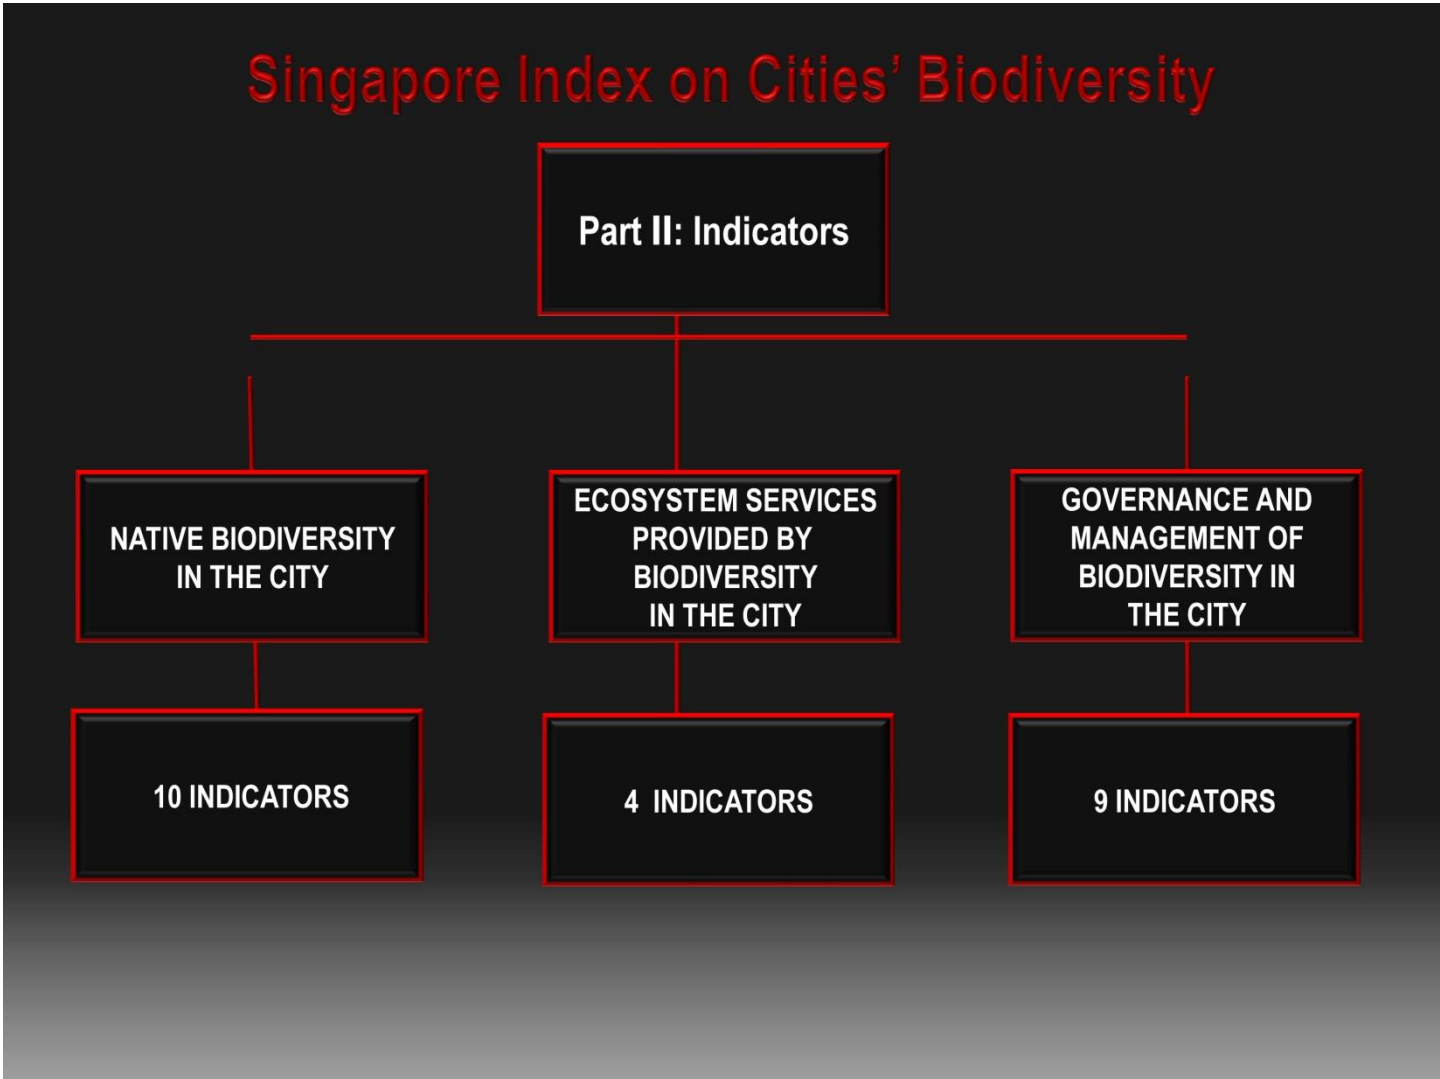 Singapore Index on Cities’ Biodiversity
Part II: Indicators
NATIVE BIODIVERSITY
IN THE CITY
ECOSYSTEM SERVICES
PROVIDED BY
BIODIVERSITY
IN THE CITY
GOVERNANCE AND
MANAGEMENT OF
BIODIVERSITY IN
THE CITY
10 INDICATORS
4 INDICATORS
9 INDICATORS